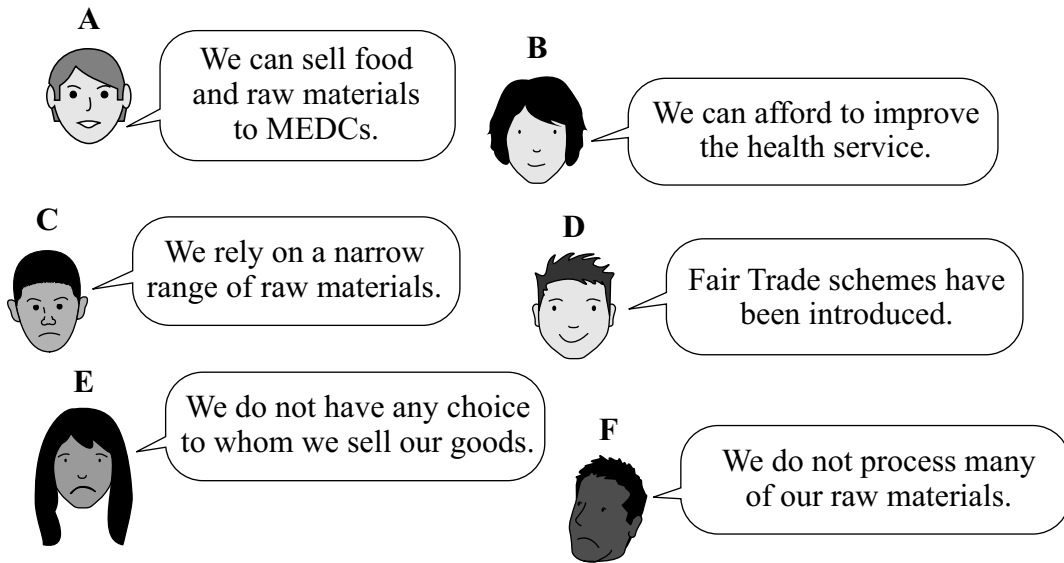 A
We can sell food
and raw materials
to MEDCs.
B
We can afford to improve
the health service.
C
We rely on a narrow
range of raw materials.
D
Fair Trade schemes have
been introduced.
E
We do not have any choice
to whom we sell our goods.
F
We do not process many
of our raw materials.